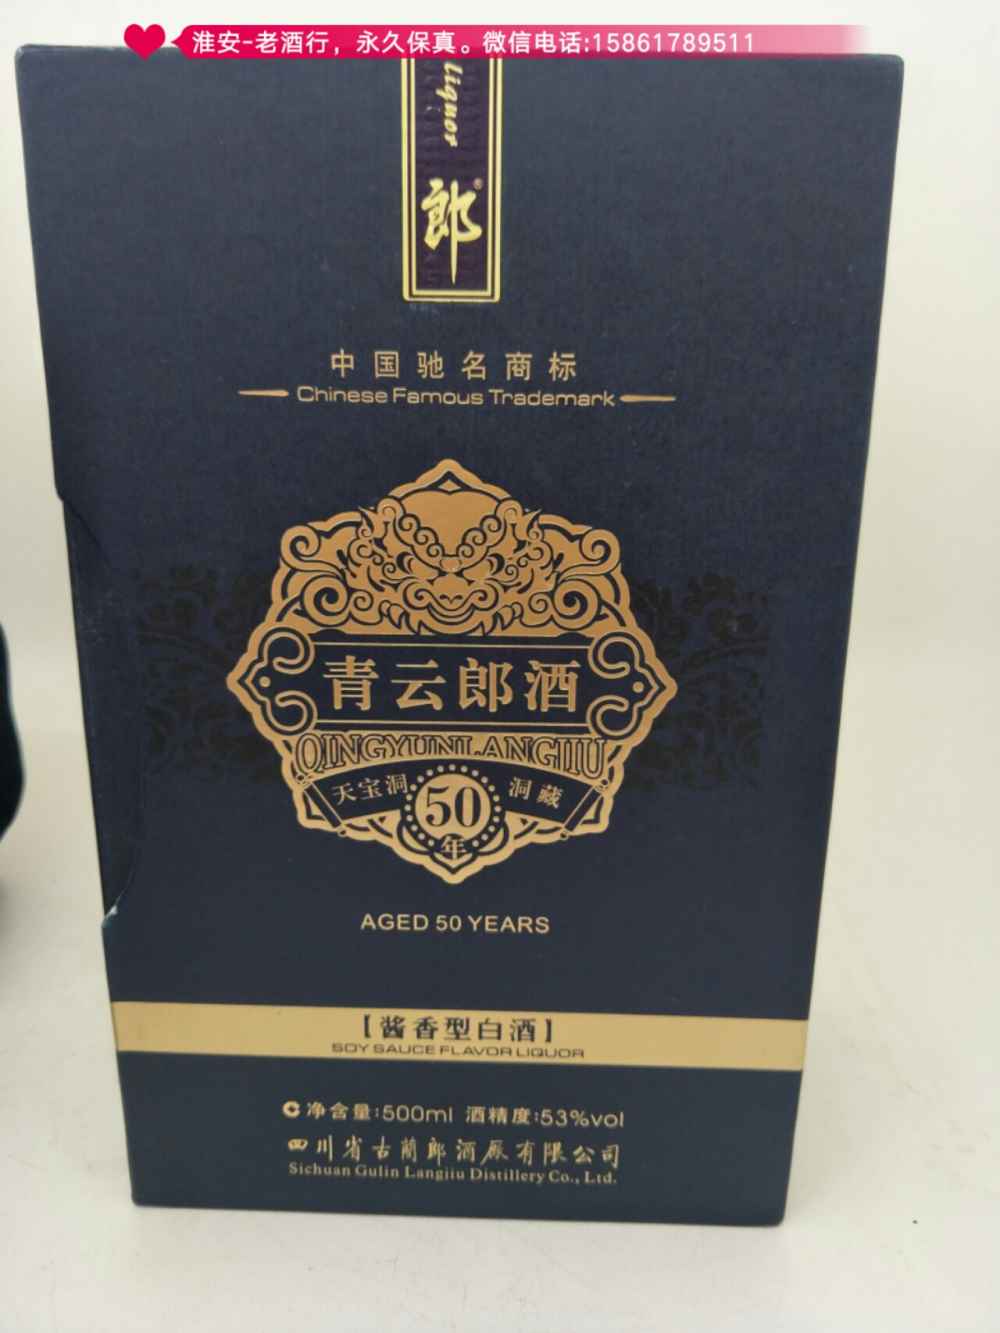 淮安-老酒行，永久保真。微信电话:15861789511
liquor
郎®
中国驰名商标
Chinese Famous Trademark
青云郎酒
QINGYUNLANGJIU
天宝洞 50 洞藏
年
AGED 50 YEARS
【酱香型白酒】
SOY SAUCE FLAVOR LIQUOR
C 净含量:500ml 酒精度:53%vol
四川省古蔺郎酒厂有限公司
Sichuan Gulin Langjiu Distillery Co., Ltd.